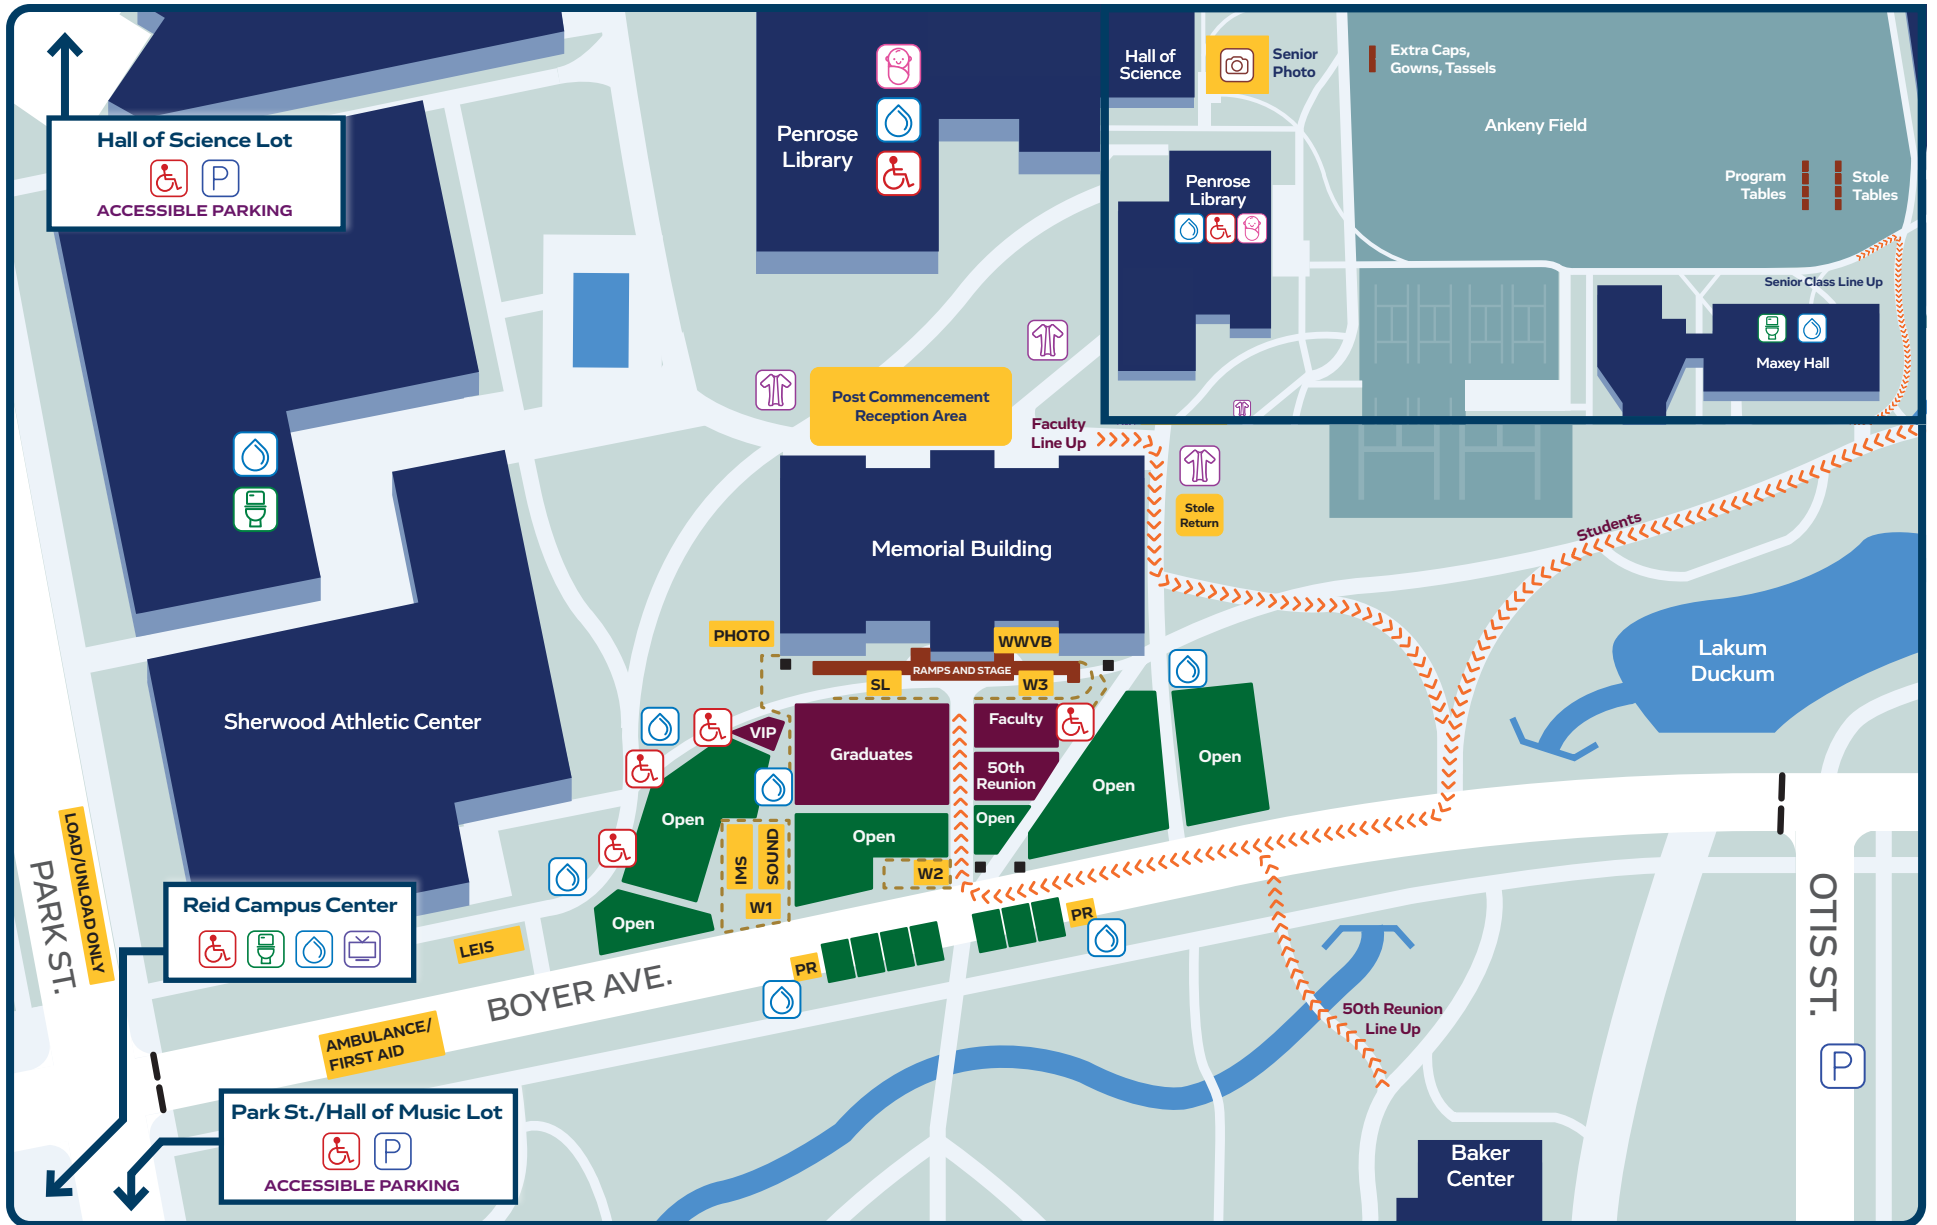 Hall of Science Lot
P
ACCESSIBLE PARKING
Penrose
Library
Hall of
Science
Senior
Photo
Extra Caps,
Gowns, Tassels
Ankeny Field
Program
Tables
Stole
Tables
Penrose
Library
Senior Class Line Up
Maxey Hall
Post Commencement
Reception Area
Faculty
Line Up
Stole
Return
Students
Memorial Building
Lakum
Duckum
PHOTO
WWVB
RAMPS AND STAGE
SL
W3
Sherwood Athletic Center
VIP
Graduates
Faculty
50th
Reunion
Open
Open
Open
Open
Open
Open
IMS
SOUND
W2
W1
LOAD/UNLOAD ONLY
PARK ST.
Reid Campus Center
LEIS
PR
PR
BOYER AVE.
AMBULANCE/
FIRST AID
50th Reunion
Line Up
OTIS ST.
P
Park St./Hall of Music Lot
P
ACCESSIBLE PARKING
Baker
Center